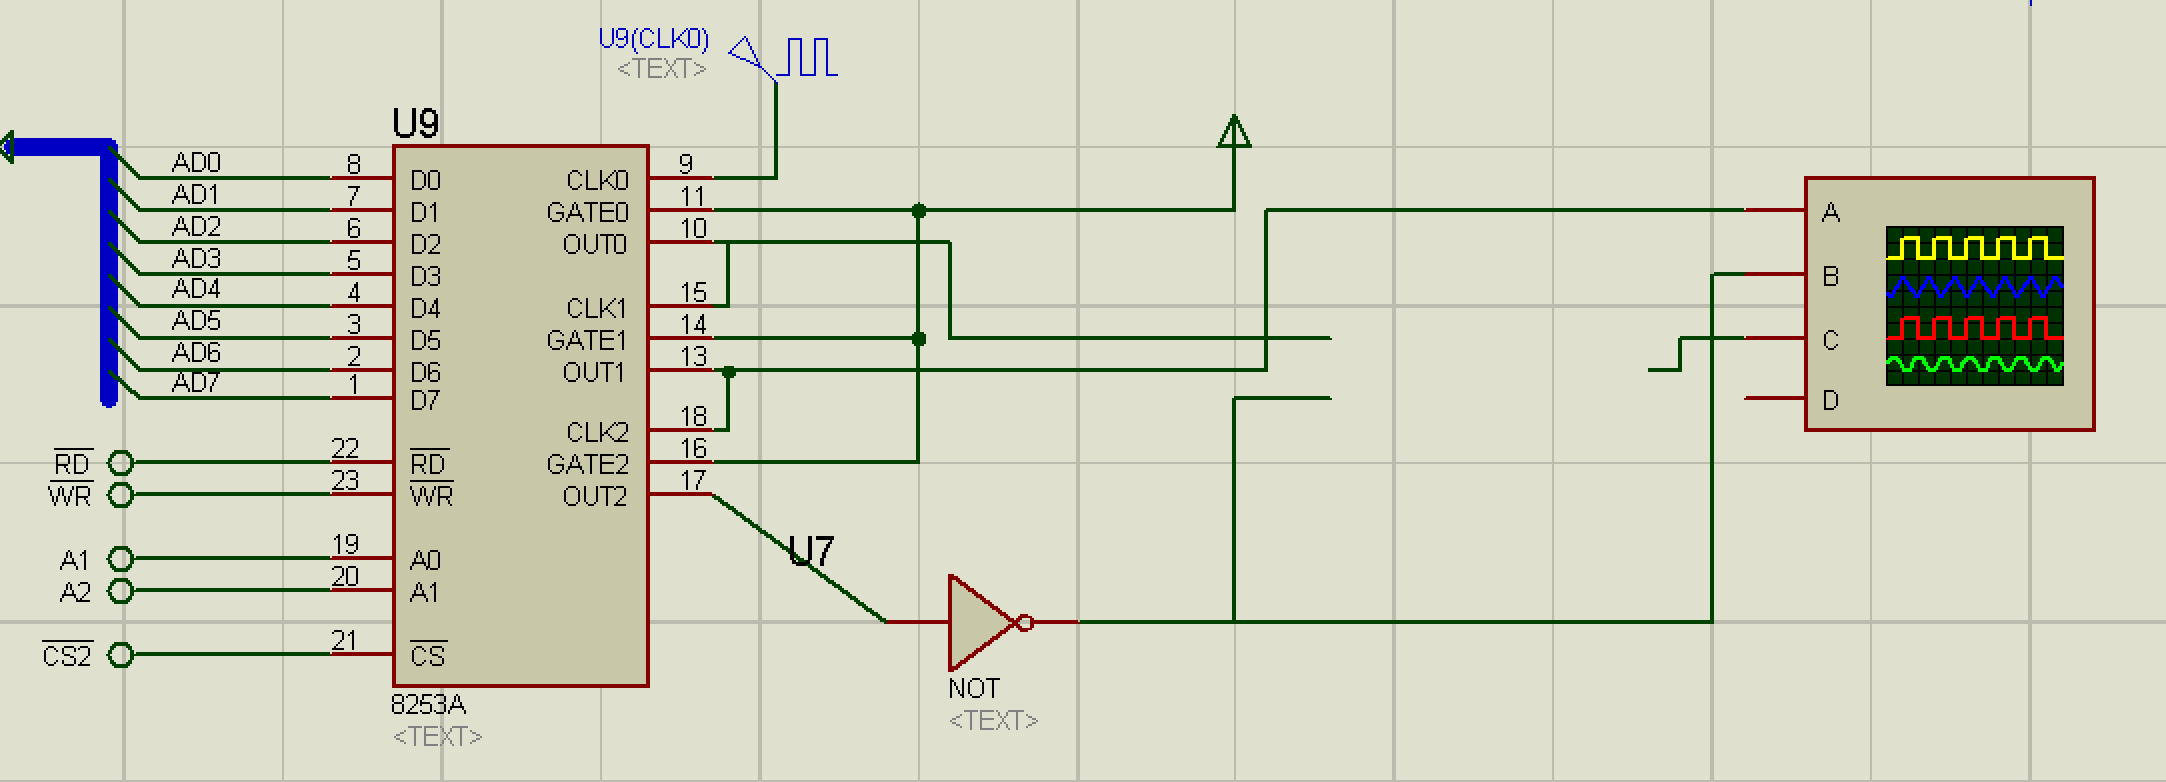 U9(CLK0)
<TEXT>
U9
AD0 8 D0 CLK0 9
AD1 7 D1 GATE0 11
AD2 6 D2 OUT0 10
AD3 5 D3
AD4 4 D4 CLK1 15
AD5 3 D5 GATE1 14
AD6 2 D6 OUT1 13
AD7 1 D7
CLK2 18
RD 22 RD GATE2 16
WR 23 WR OUT2 17
A1 19 A0
A2 20 A1
CS2 21 CS
8253A
<TEXT>
U7
NOT
<TEXT>
A
B
C
D